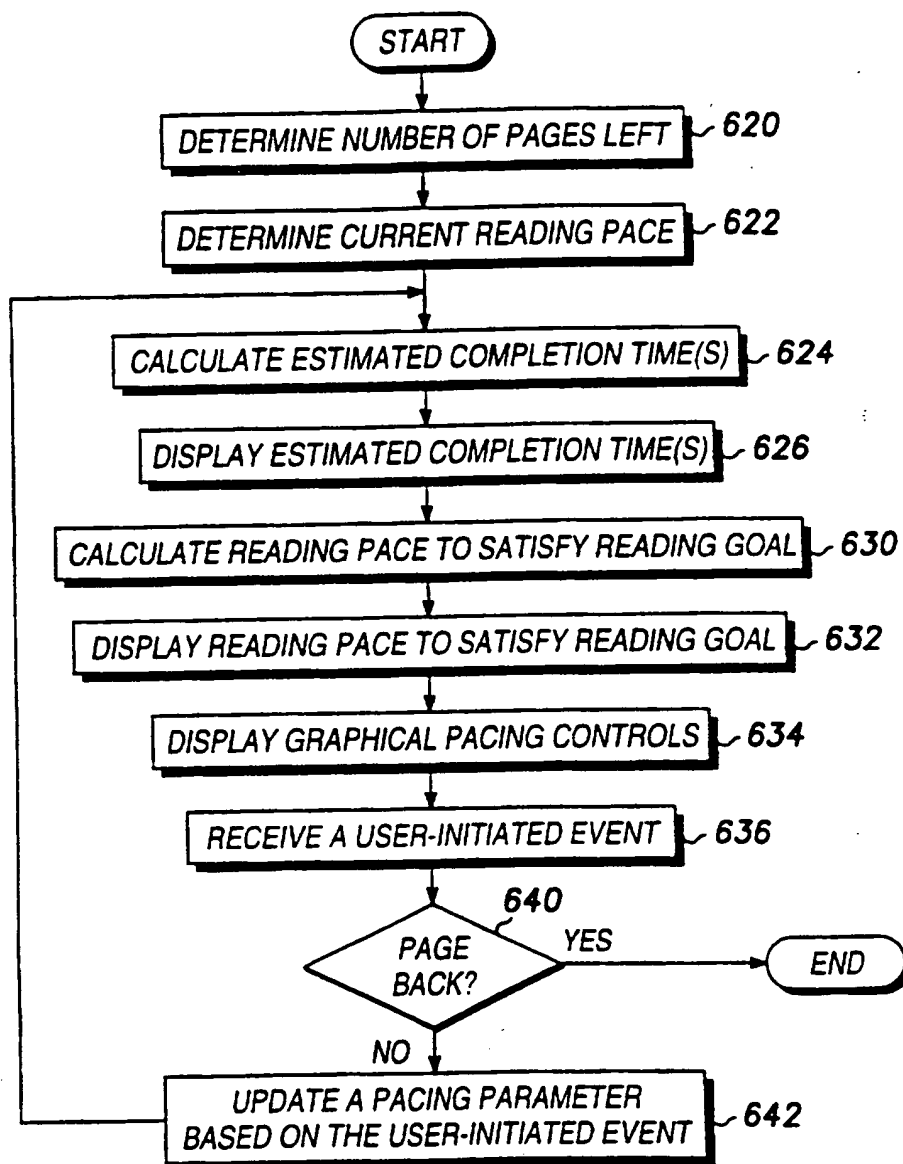 START
DETERMINE NUMBER OF PAGES LEFT 620
DETERMINE CURRENT READING PACE 622
CALCULATE ESTIMATED COMPLETION TIME(S) 624
DISPLAY ESTIMATED COMPLETION TIME(S) 626
CALCULATE READING PACE TO SATISFY READING GOAL 630
DISPLAY READING PACE TO SATISFY READING GOAL 632
DISPLAY GRAPHICAL PACING CONTROLS 634
RECEIVE A USER-INITIATED EVENT 636
640
PAGE
BACK?
YES
END
NO
UPDATE A PACING PARAMETER
BASED ON THE USER-INITIATED EVENT 642